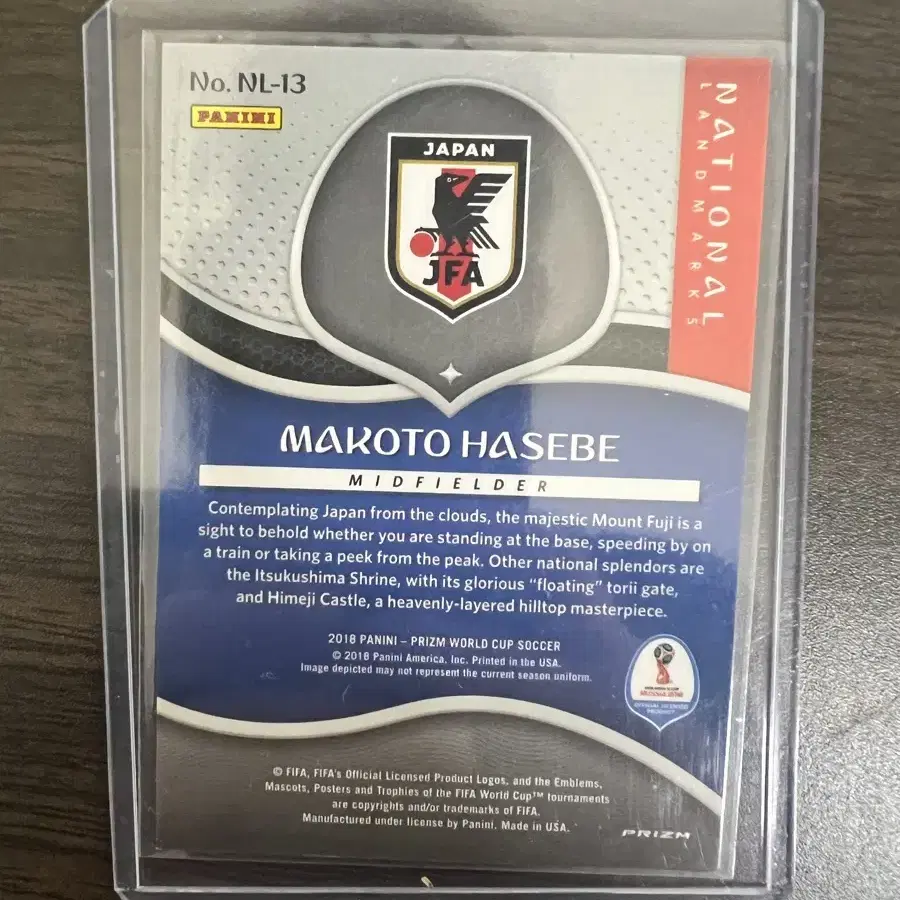 No. NL-13
PANINI
NATIONAL
LANDMARKS
JAPAN
JFA
MAKOTO HASEBE
MIDFIELDER
Contemplating Japan from the clouds, the majestic Mount Fuji is a
sight to behold whether you are standing at the base, speeding by on
a train or taking a peek from the peak. Other national splendors are
the Itsukushima Shrine, with its glorious “floating” torii gate,
and Himeji Castle, a heavenly-layered hilltop masterpiece.
2018 PANINI – PRIZM WORLD CUP SOCCER
© 2018 Panini America, Inc. Printed in the USA.
Image depicted may not represent the current season uniform.
OFFICIAL LICENSED
PRODUCT
© FIFA, FIFA's Official Licensed Product Logos, and the Emblems,
Mascots, Posters and Trophies of the FIFA World Cup™ tournaments
are copyrights and/or trademarks of FIFA.
Manufactured under license by Panini. Made in USA.
PRIZM